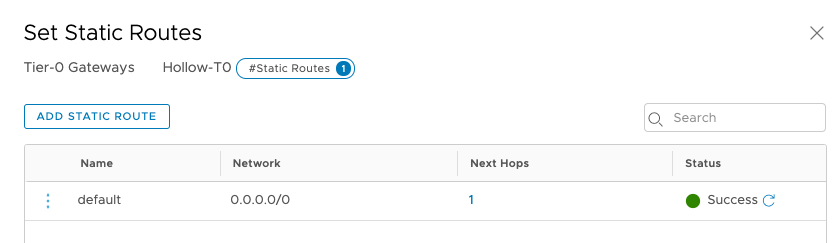 Set Static Routes
Tier-0 Gateways Hollow-T0 #Static Routes 1
ADD STATIC ROUTE Search
Name Network Next Hops Status
default 0.0.0.0/0 1 Success